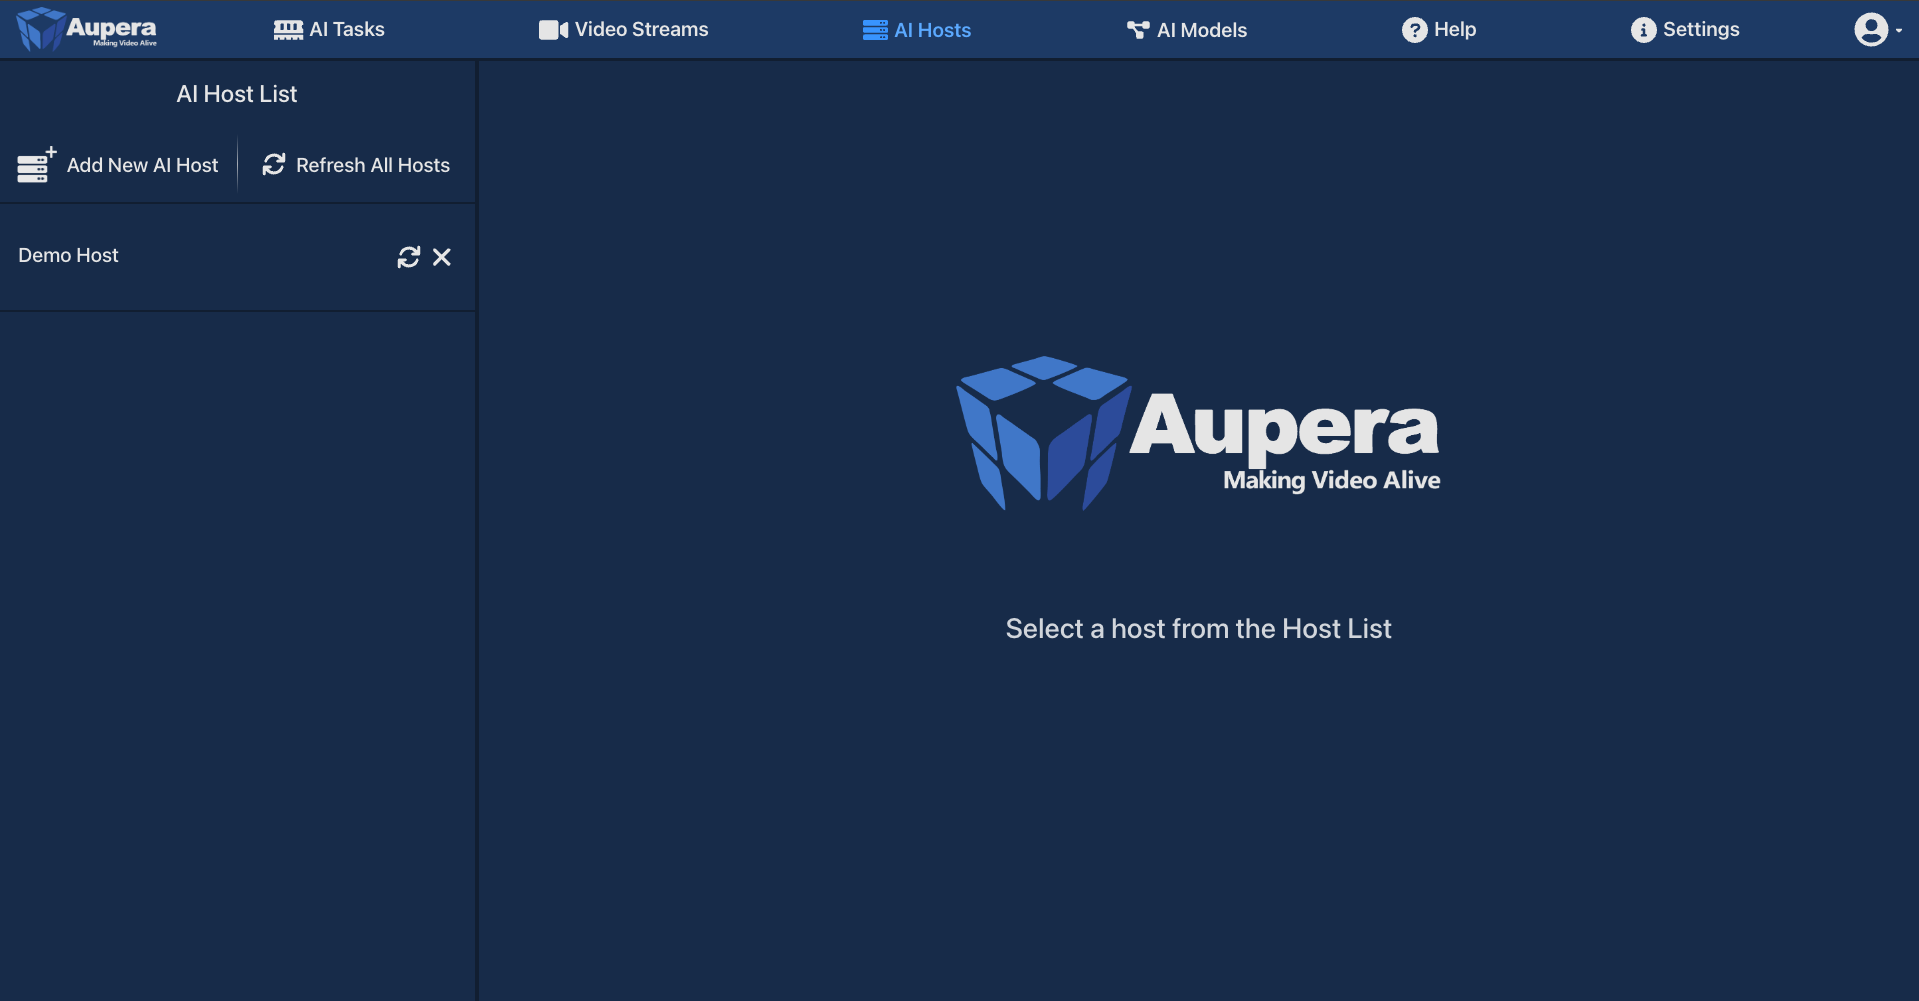 Aupera
Making Video Alive
AI Tasks
Video Streams
AI Hosts
AI Models
Help
Settings
AI Host List
Add New AI Host
Refresh All Hosts
Demo Host
Aupera
Making Video Alive
Select a host from the Host List